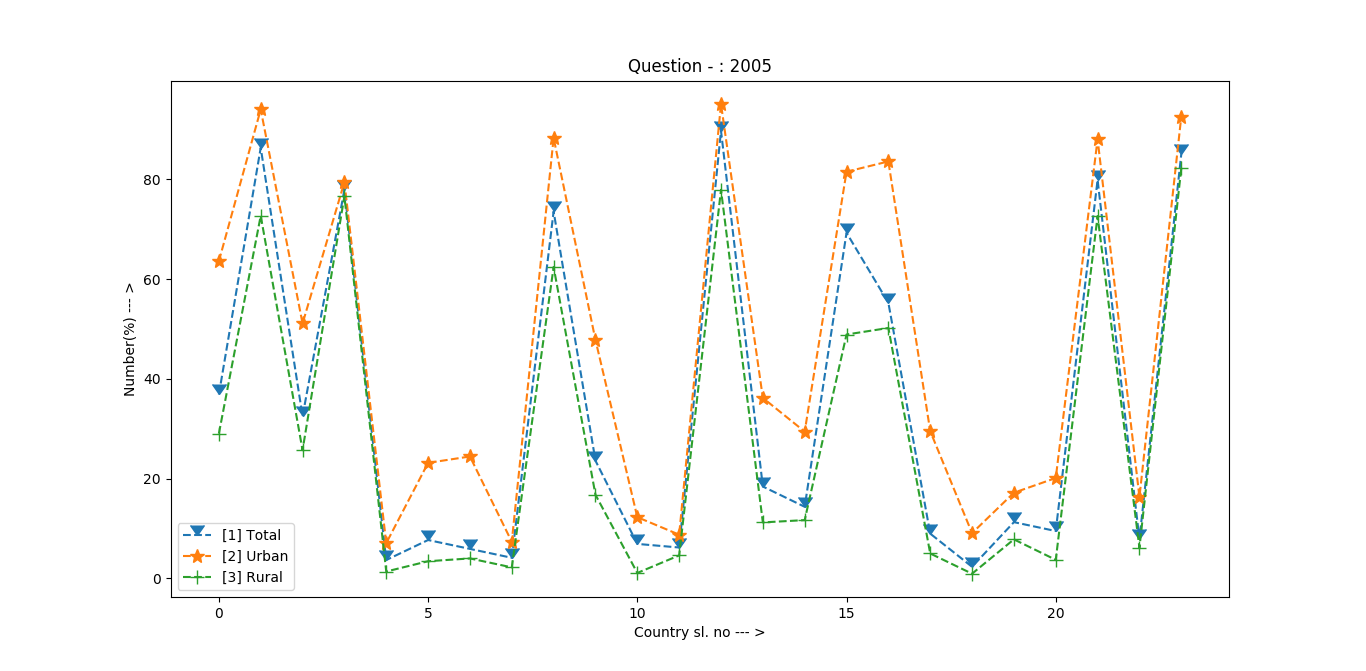 Question - : 2005
Number(%) --- >
80
60
40
20
0
[1] Total
[2] Urban
[3] Rural
0 5 10 15 20
Country sl. no --- >